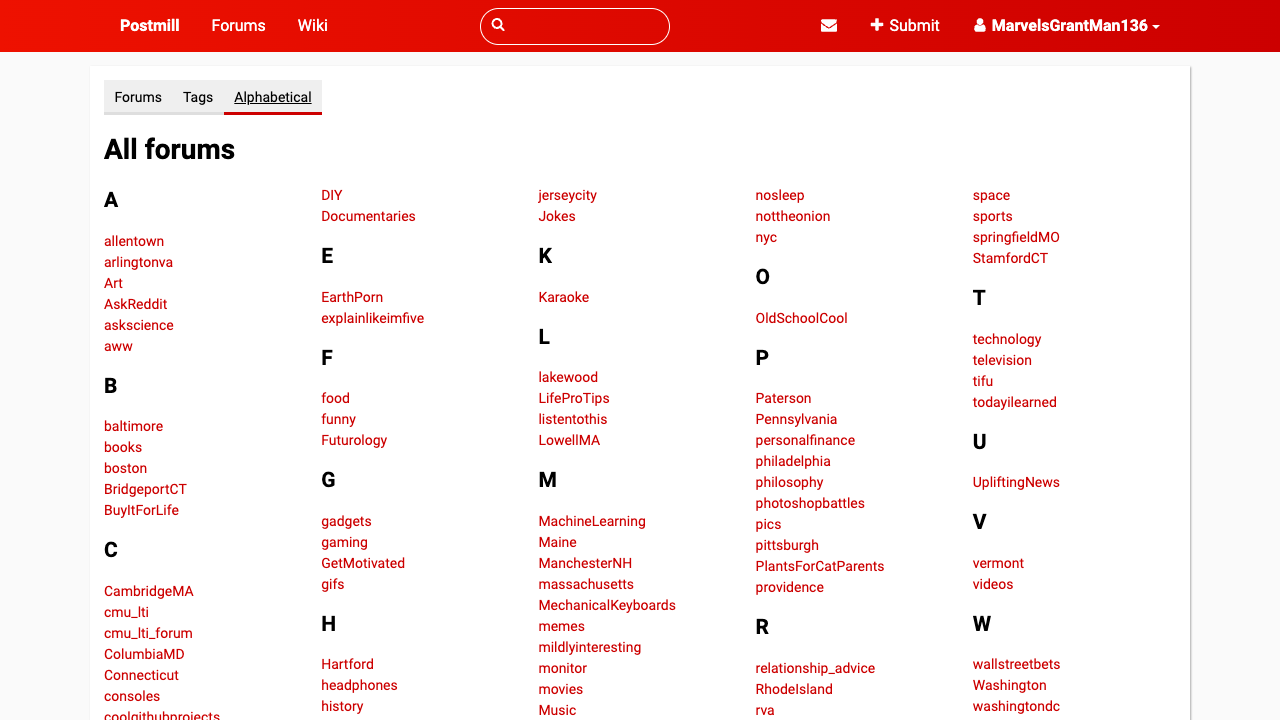 Postmill
Forums
Wiki
Submit
MarvelsGrantMan136
Forums
Tags
Alphabetical
All forums
A
allentown
arlingtonva
Art
AskReddit
askscience
aww
B
baltimore
books
boston
BridgeportCT
BuyItForLife
C
CambridgeMA
cmu_lti
cmu_lti_forum
ColumbiaMD
Connecticut
consoles
coolgithubprojects
DIY
Documentaries
E
EarthPorn
explainlikeimfive
F
food
funny
Futurology
G
gadgets
gaming
GetMotivated
gifs
H
Hartford
headphones
history
jerseycity
Jokes
K
Karaoke
L
lakewood
LifeProTips
listentothis
LowellMA
M
MachineLearning
Maine
ManchesterNH
massachusetts
MechanicalKeyboards
memes
mildlyinteresting
monitor
movies
Music
nosleep
nottheonion
nyc
O
OldSchoolCool
P
Paterson
Pennsylvania
personalfinance
philadelphia
philosophy
photoshopbattles
pics
pittsburgh
PlantsForCatParents
providence
R
relationship_advice
RhodeIsland
rva
space
sports
springfieldMO
StamfordCT
T
technology
television
tifu
todayilearned
U
UpliftingNews
V
vermont
videos
W
wallstreetbets
Washington
washingtondc